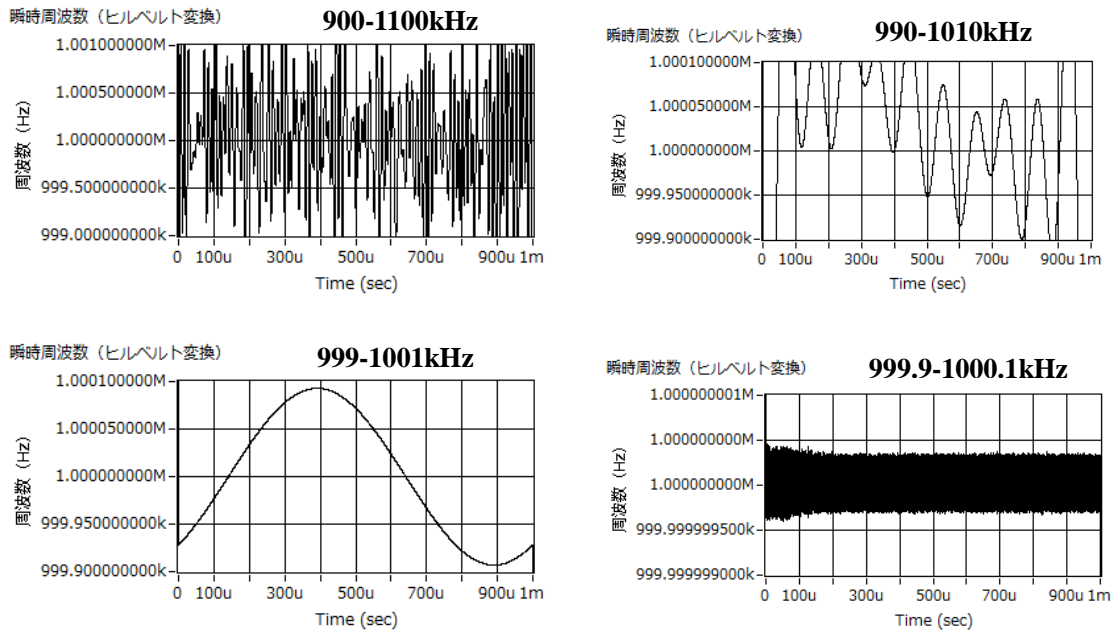 瞬時周波数（ヒルベルト変換）
900-1100kHz
周波数（Hz）
1.001000000M
1.000500000M
1.000000000M
999.500000000k
999.000000000k
0 100u 300u 500u 700u 900u 1m
Time (sec)
瞬時周波数（ヒルベルト変換）
990-1010kHz
周波数（Hz）
1.000100000M
1.000050000M
1.000000000M
999.950000000k
999.900000000k
0 100u 300u 500u 700u 900u 1m
Time (sec)
瞬時周波数（ヒルベルト変換）
999-1001kHz
周波数（Hz）
1.000100000M
1.000050000M
1.000000000M
999.950000000k
999.900000000k
0 100u 300u 500u 700u 900u 1m
Time (sec)
瞬時周波数（ヒルベルト変換）
999.9-1000.1kHz
周波数（Hz）
1.000000001M
1.000000000M
1.000000000M
999.999999500k
999.999999000k
0 100u 300u 500u 700u 900u 1m
Time (sec)